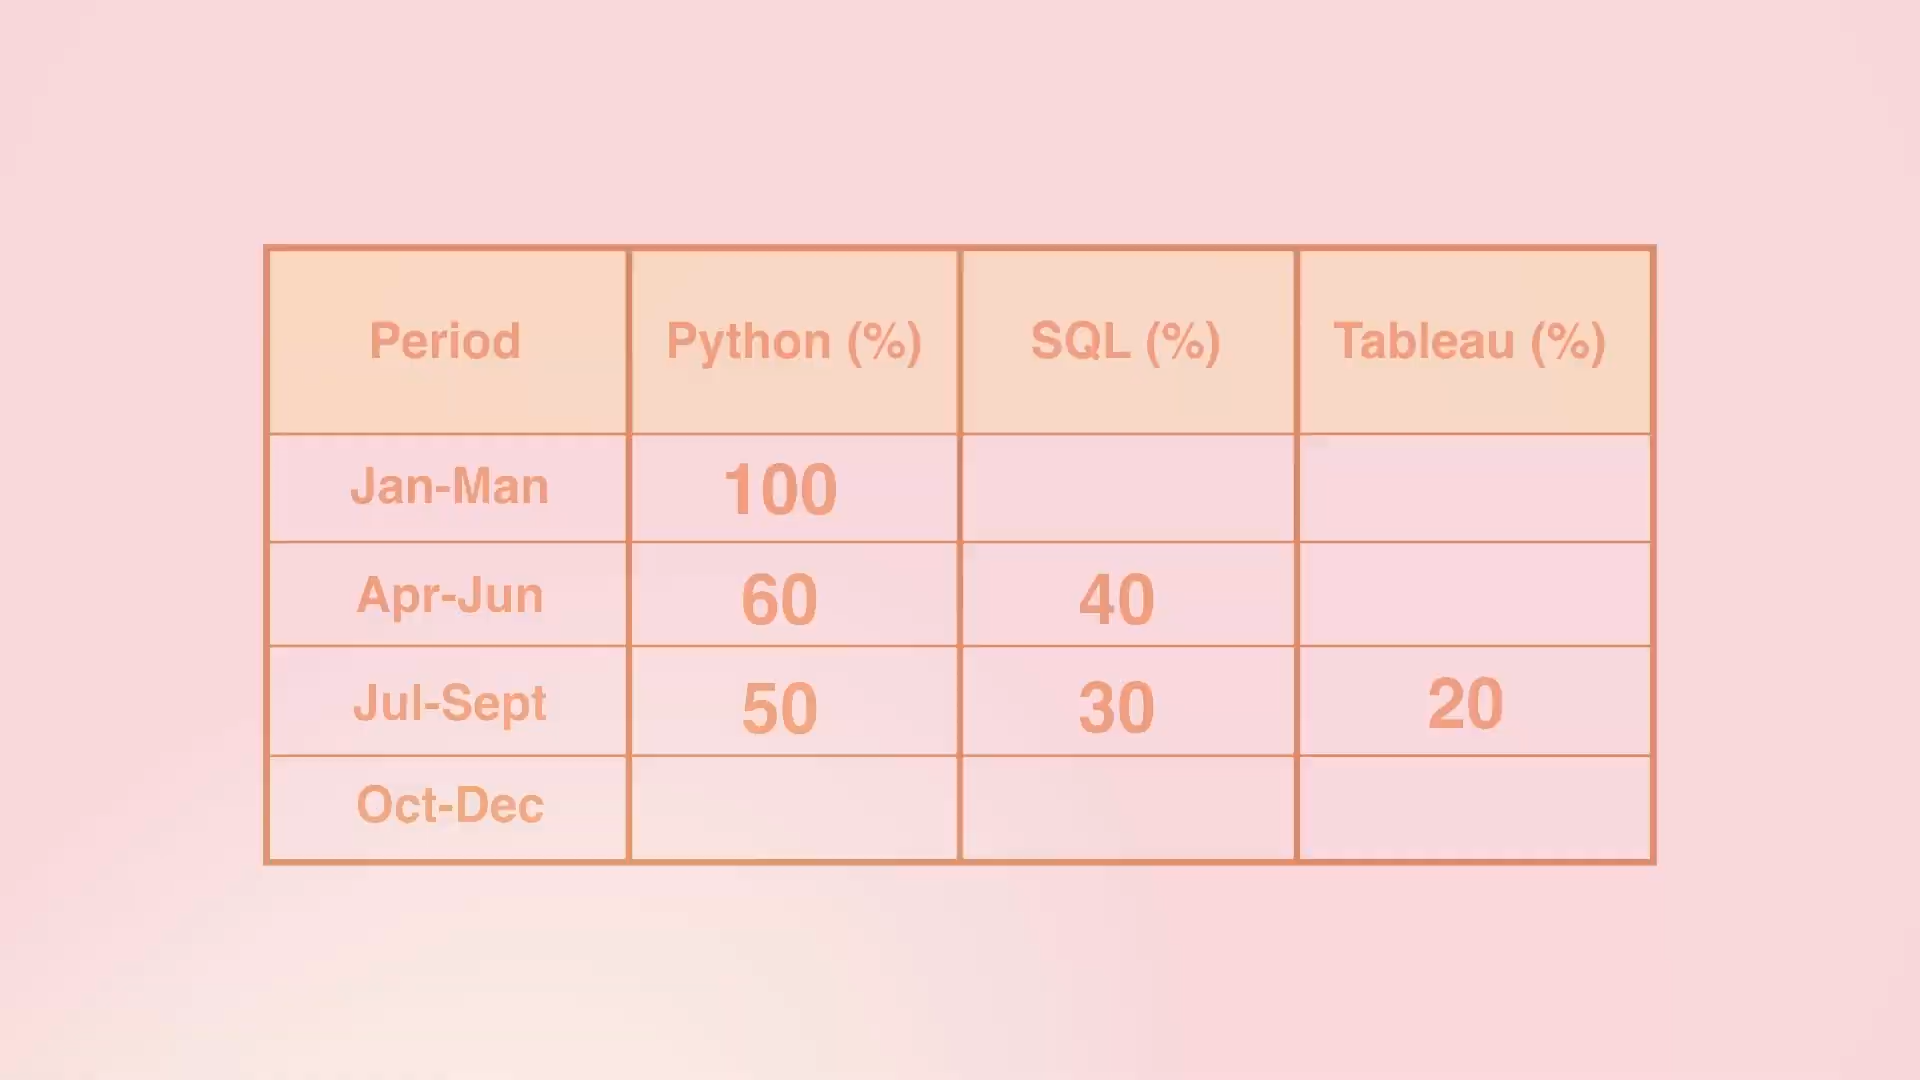 Period Python (%) SQL (%) Tableau (%)
Jan-Man 100
Apr-Jun 60 40
Jul-Sept 50 30 20
Oct-Dec